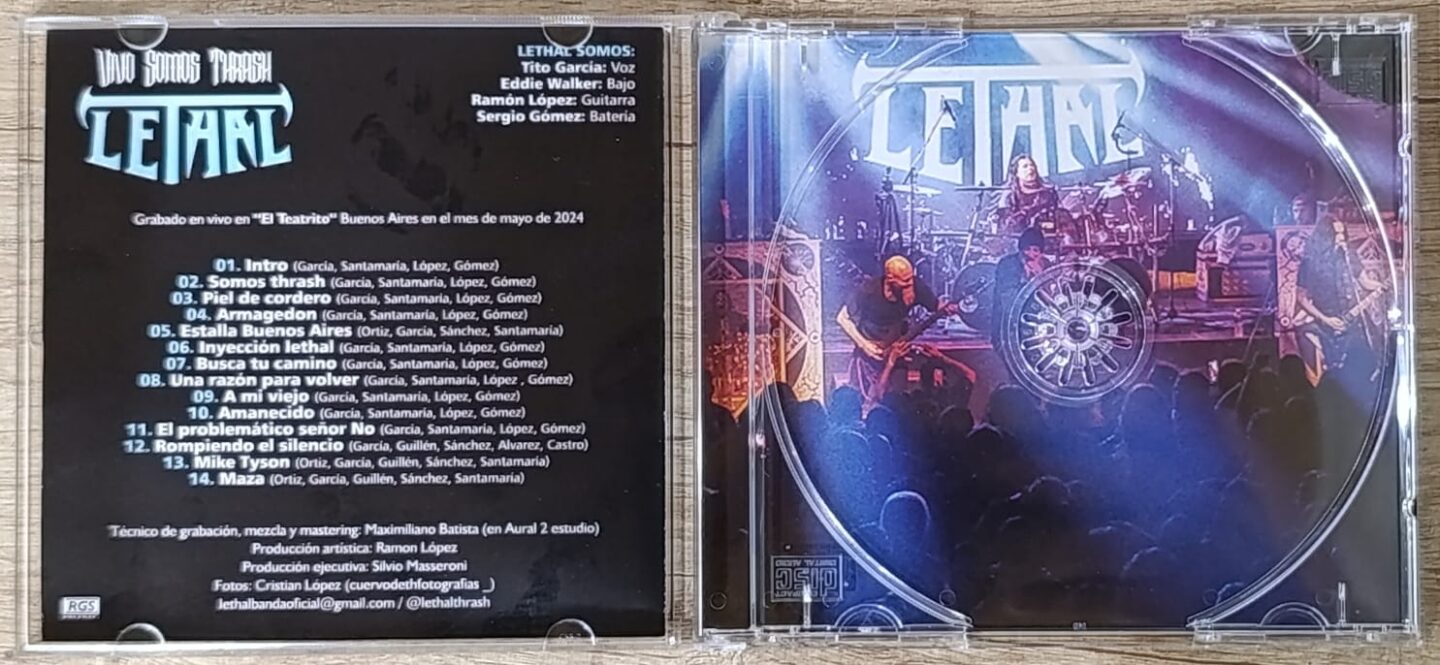 VIVO SOMOS THRASH
LETHAL
LETHAL SOMOS:
Tito García: Voz
Eddie Walker: Bajo
Ramón López: Guitarra
Sergio Gómez: Batería
Grabado en vivo en "El Teatrito" Buenos Aires en el mes de mayo de 2024
01. Intro (García, Santamaría, López, Gómez)
02. Somos thrash (García, Santamaría, López, Gómez)
03. Piel de cordero (García, Santamaría, López, Gómez)
04. Armagedon (García, Santamaría, López, Gómez)
05. Estalla Buenos Aires (Ortiz, García, Sánchez, Santamaría)
06. Inyección lethal (García, Santamaría, López, Gómez)
07. Busca tu camino (García, Santamaría, López, Gómez)
08. Una razón para volver (García, Santamaría, López , Gómez)
09. A mi viejo (García, Santamaría, López, Gómez)
10. Amanecido (García, Santamaría, López, Gómez)
11. El problemático señor No (García, Santamaría, López, Gómez)
12. Rompiendo el silencio (García, Guillén, Sánchez, Alvarez, Castro)
13. Mike Tyson (Ortiz, García, Guillén, Sánchez, Santamaría)
14. Maza (Ortiz, García, Guillén, Sánchez, Santamaría)
Técnico de grabación, mezcla y mastering: Maximiliano Batista (en Aural 2 estudio)
Producción artística: Ramon López
Producción ejecutiva: Silvio Masseroni
Fotos: Cristian López (cuervodethfotografias _)
lethalbandaoficial@gmail.com / @lethalthrash
RGS
LETHAL
COMPACT
disc
DIGITAL AUDIO